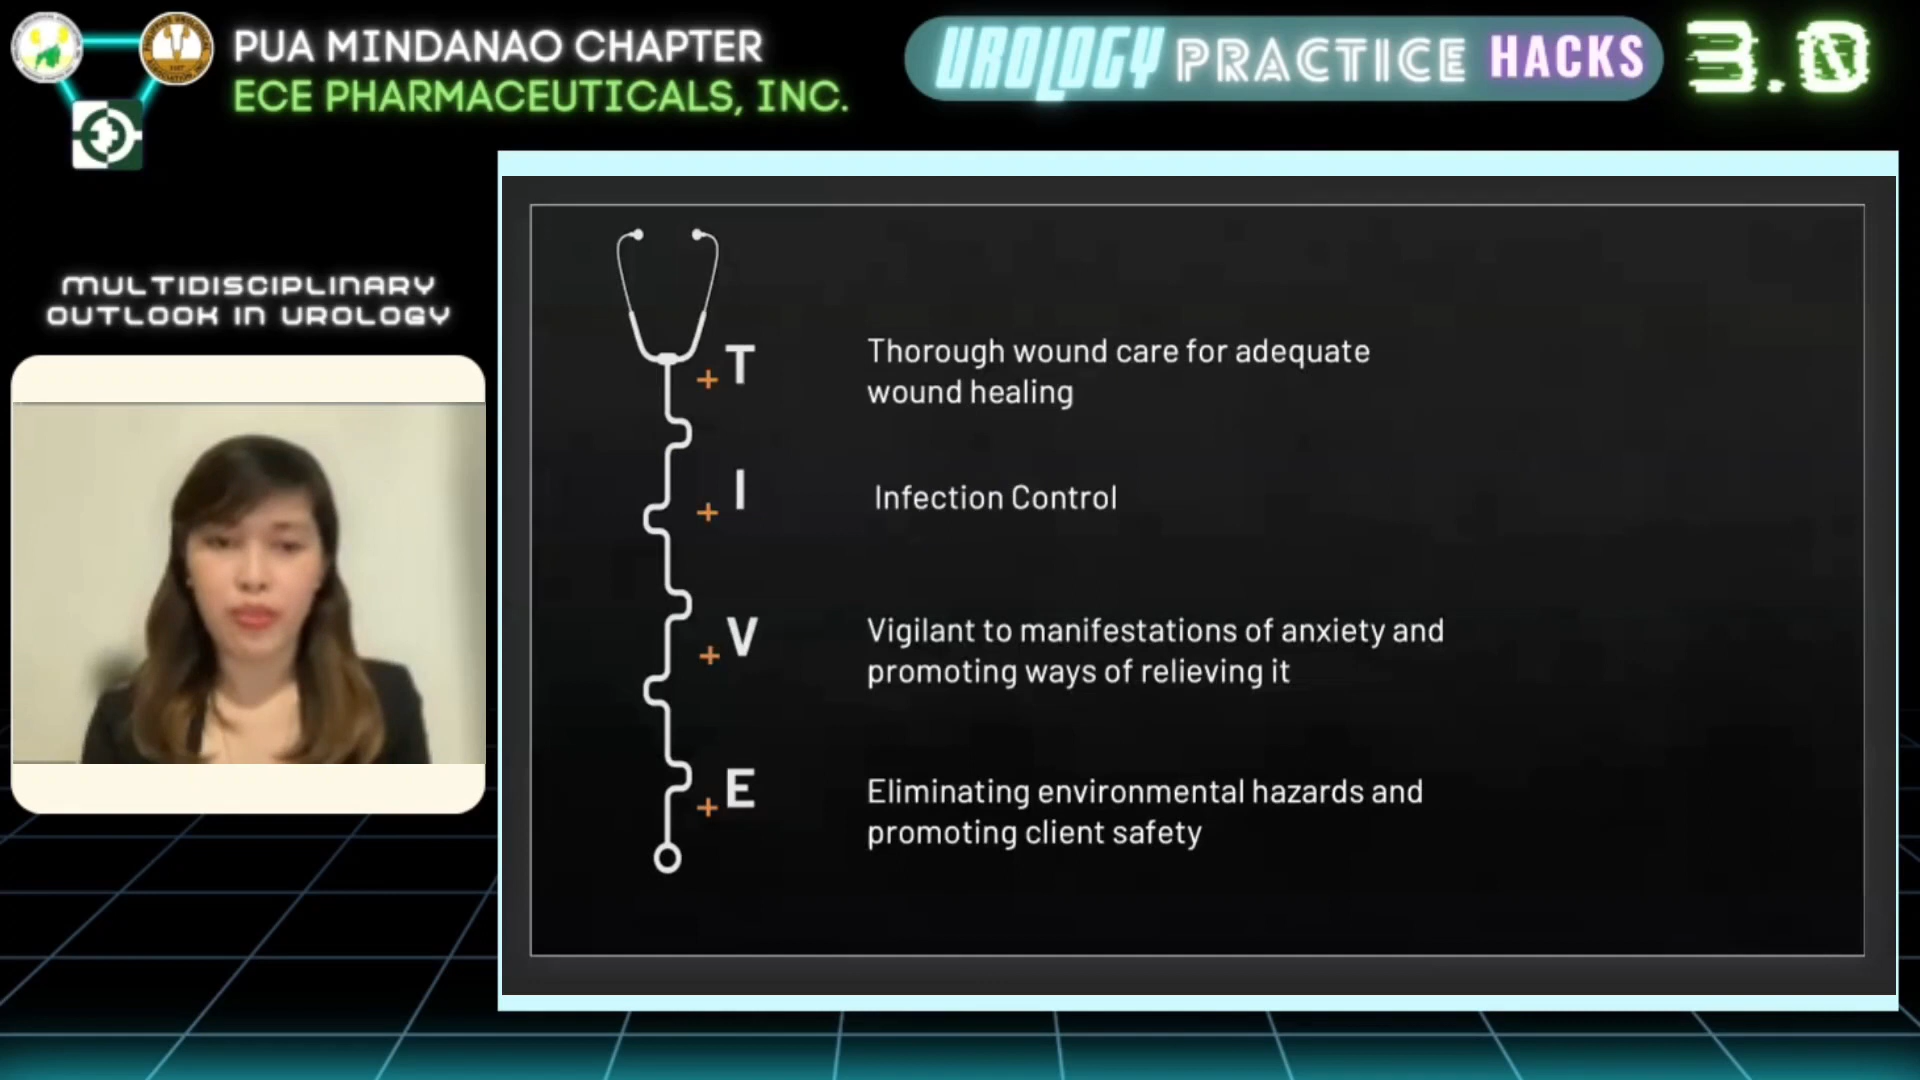 PUA MINDANAO CHAPTER
ECE PHARMACEUTICALS, INC.
UROLOGY PRACTICE HACKS 3.0
MULTIDISCIPLINARY
OUTLOOK IN UROLOGY
+ T
Thorough wound care for adequate
wound healing
+ I
Infection Control
+ V
Vigilant to manifestations of anxiety and
promoting ways of relieving it
+ E
Eliminating environmental hazards and
promoting client safety